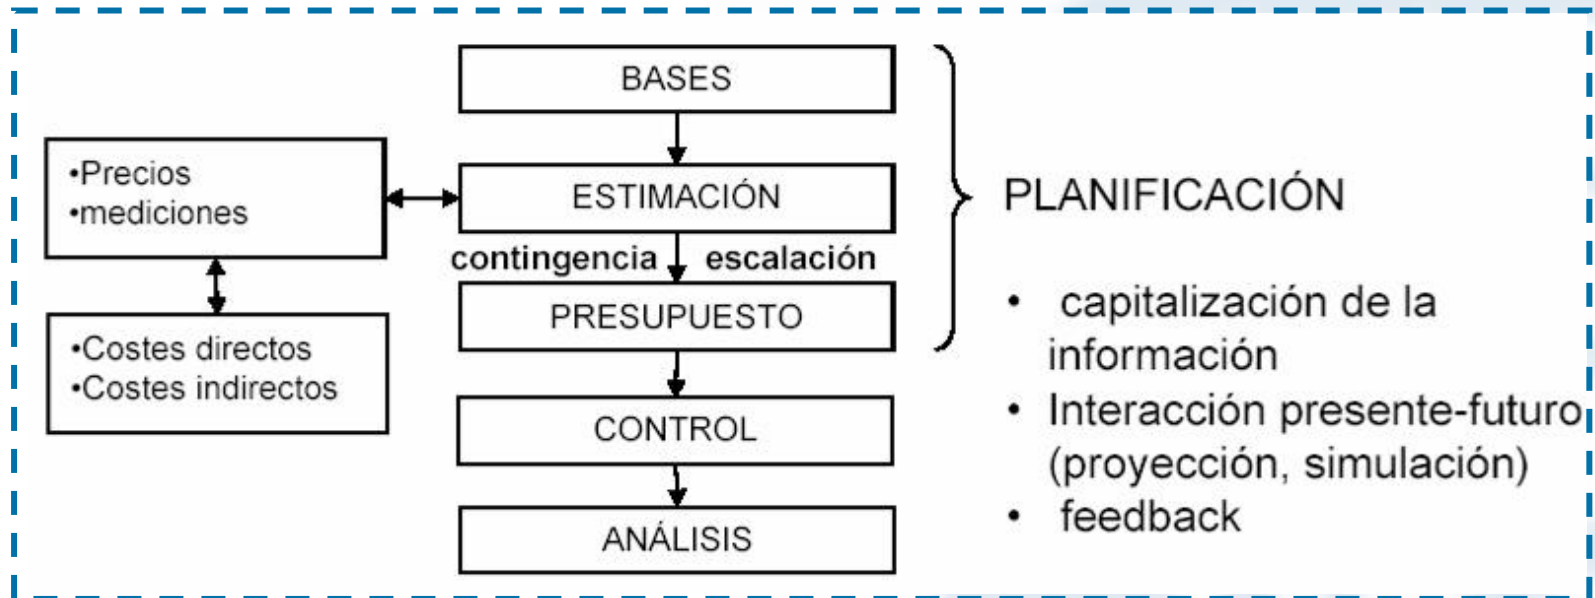 BASES
•Precios
•mediciones
ESTIMACIÓN
contingencia escalación
PRESUPUESTO
•Costes directos
•Costes indirectos
CONTROL
ANÁLISIS
PLANIFICACIÓN
• capitalización de la
información
• Interacción presente-futuro
(proyección, simulación)
• feedback